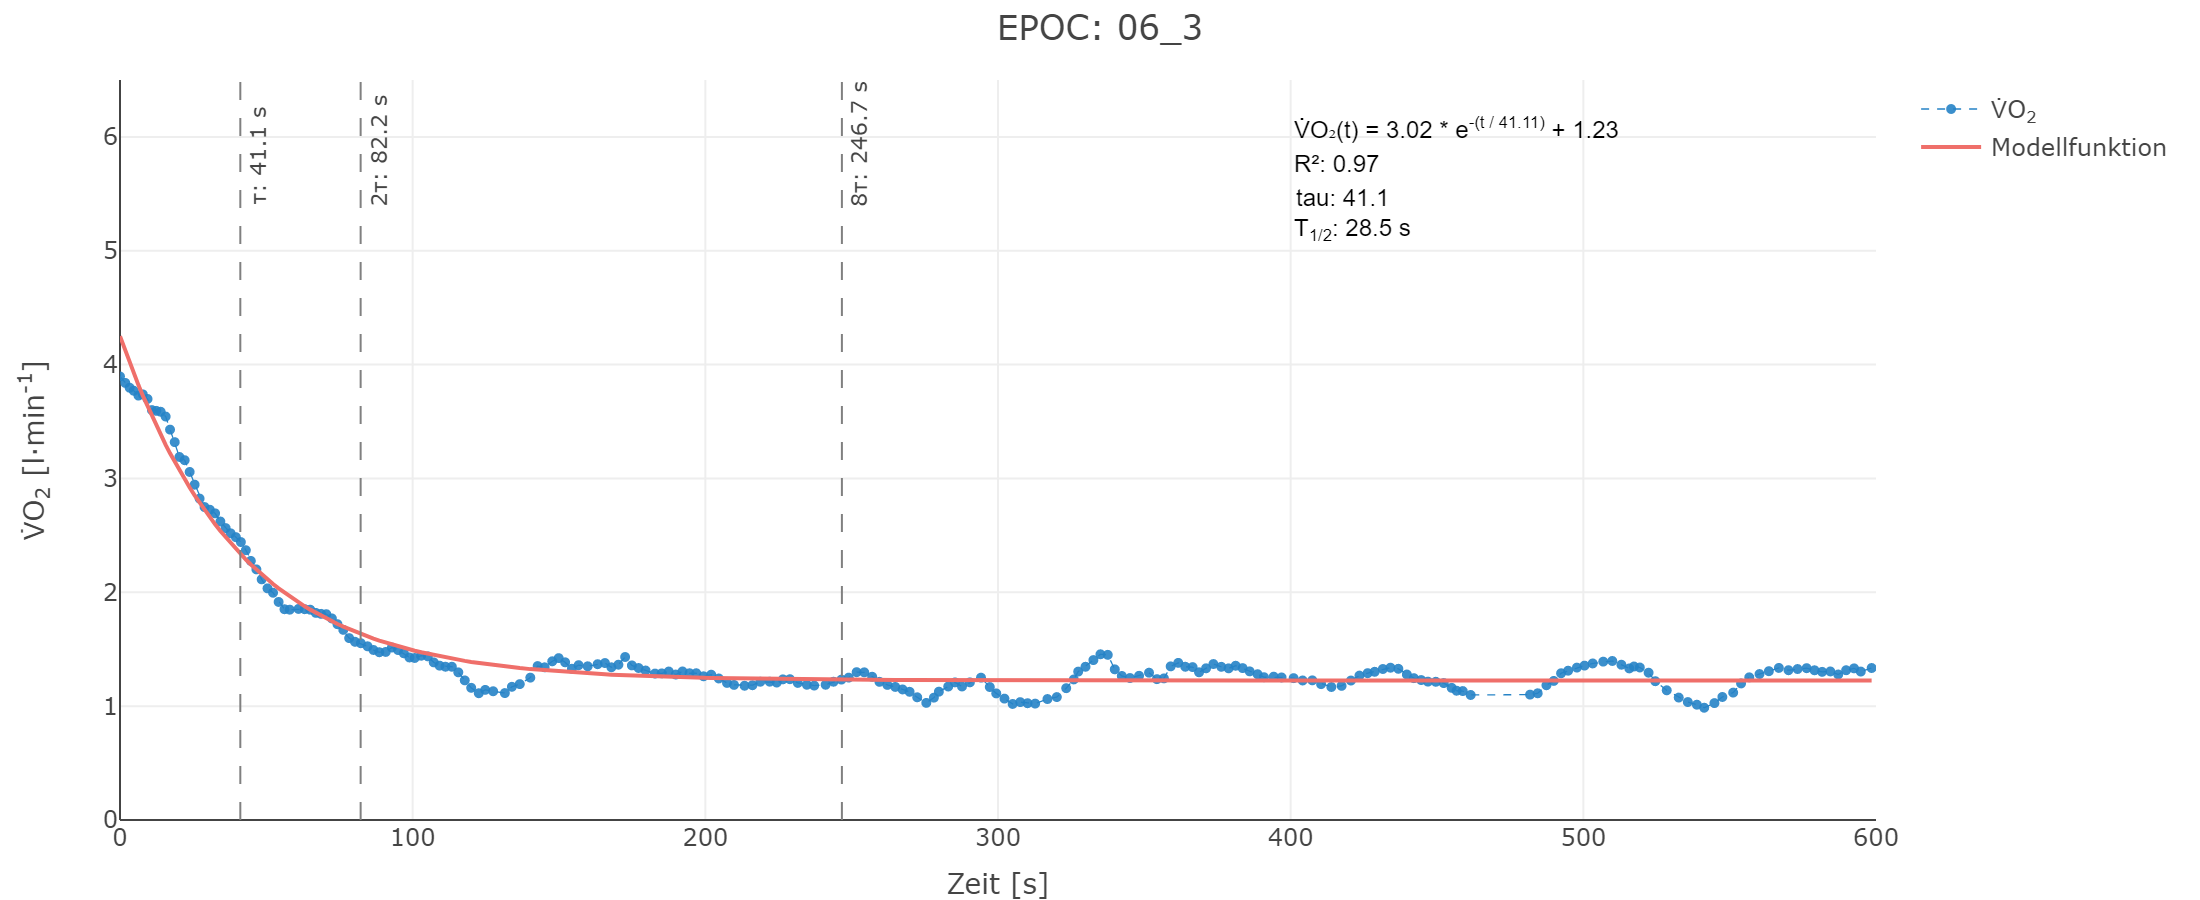 EPOC: 06_3
τ: 41.1 s
2τ: 82.2 s
8τ: 246.7 s
V̇O₂(t) = 3.02 * e^-(t / 41.11) + 1.23
R²: 0.97
tau: 41.1
T1/2: 28.5 s
V̇O₂
Modellfunktion
6
5
4
3
2
1
0
V̇O₂ [l·min⁻¹]
0 100 200 300 400 500 600
Zeit [s]